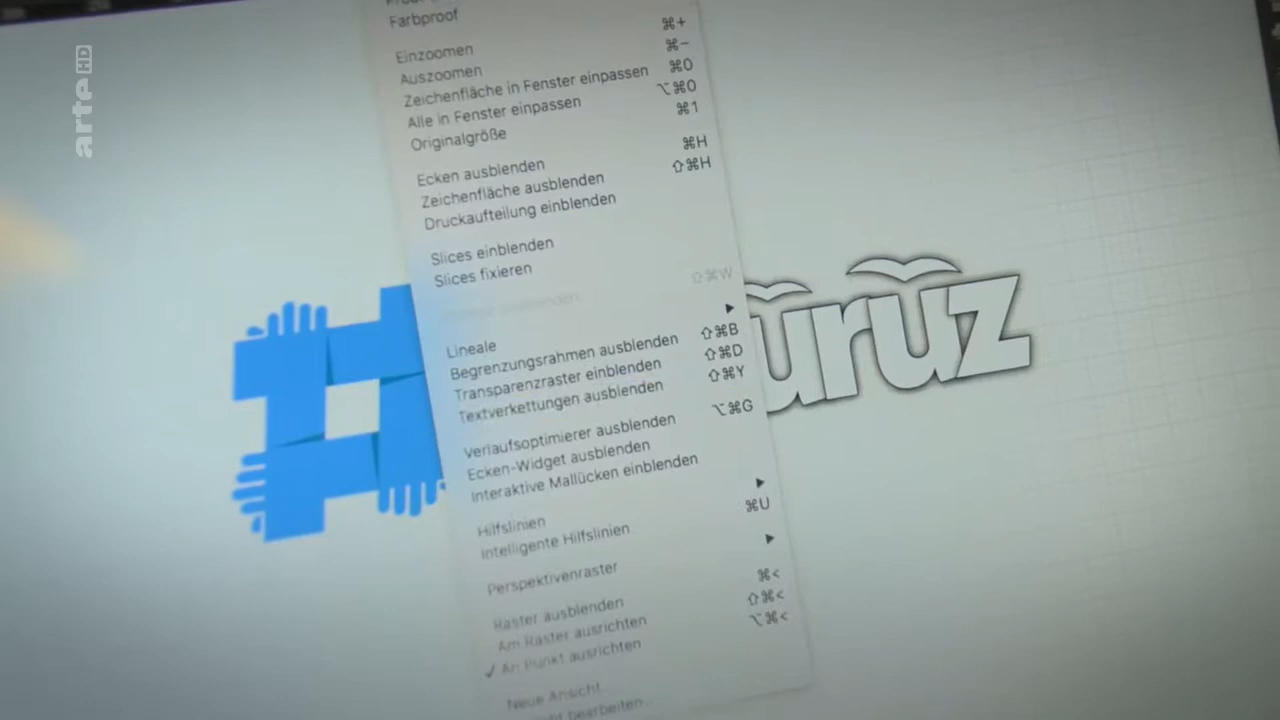 arte HD
Farbproof
Einzoomen ⌘+
Auszoomen ⌘−
Zeichenfläche in Fenster einpassen ⌘0
Alle in Fenster einpassen ⌥⌘0
Originalgröße ⌘1
Ecken ausblenden ⌘H
Zeichenfläche ausblenden ⇧⌘H
Druckaufteilung einblenden
Slices einblenden
Slices fixieren
⇧⌘W
Lineale ▶
Begrenzungsrahmen ausblenden ⇧⌘B
Transparenzraster einblenden ⇧⌘D
Textverkettungen ausblenden ⇧⌘Y
Verlaufsoptimierer ausblenden ⌥⌘G
Ecken-Widget ausblenden
Interaktive Mallücken einblenden
Hilfslinien ▶
Intelligente Hilfslinien ⌘U
Perspektivenraster ▶
Raster ausblenden ⌘<
Am Raster ausrichten ⇧⌘<
✓ An Punkt ausrichten ⌥⌘<
Neue Ansicht...
bearbeiten...
uruz